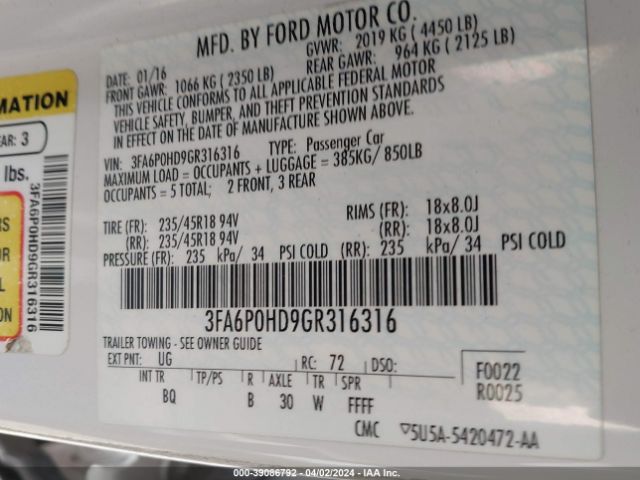 MFD. BY FORD MOTOR CO.
DATE: 01/16
GVWR: 2019 KG ( 4450 LB)
FRONT GAWR: 1066 KG ( 2350 LB)
REAR GAWR: 964 KG ( 2125 LB)
THIS VEHICLE CONFORMS TO ALL APPLICABLE FEDERAL MOTOR
VEHICLE SAFETY, BUMPER, AND THEFT PREVENTION STANDARDS
IN EFFECT ON THE DATE OF MANUFACTURE SHOWN ABOVE.
VIN: 3FA6P0HD9GR316316 TYPE: Passenger Car
MAXIMUM LOAD = OCCUPANTS + LUGGAGE = 385KG/ 850LB
OCCUPANTS = 5 TOTAL; 2 FRONT, 3 REAR
TIRE (FR): 235/45R18 94V RIMS (FR): 18x8.0J
(RR): 235/45R18 94V (RR): 18x8.0J
PRESSURE (FR): 235 kPa/ 34 PSI COLD (RR): 235 kPa/ 34 PSI COLD
3FA6P0HD9GR316316
TRAILER TOWING - SEE OWNER GUIDE
EXT PNT: UG RC: 72 DSO: F0022
INT TR TP/PS R AXLE TR SPR R0025
BQ B 30 W FFFF
CMC 5U5A-5420472-AA
MATION
EAR: 3
lbs.
3FA6P0HD9GR316316
RS
OR
L
ON
000-39086792 - 04/02/2024 - IAA Inc.